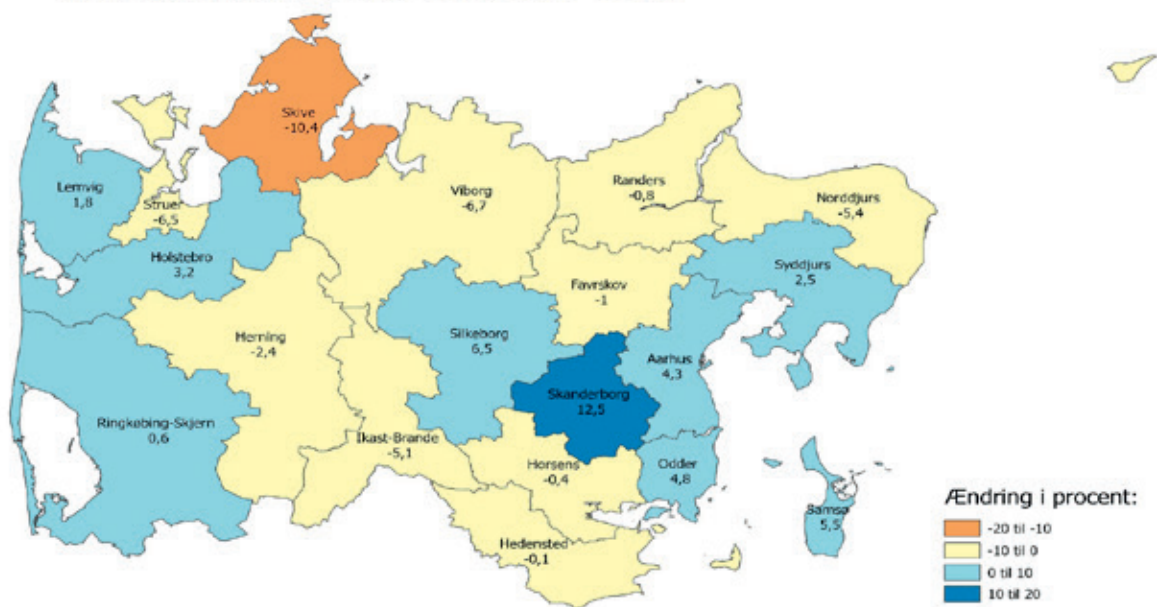 Skive
-10,4
Lemvig
1,8
Struer
-6,5
Viborg
-6,7
Randers
-0,8
Norddjurs
-5,4
Holstebro
3,2
Syddjurs
2,5
Favrskov
-1
Herning
-2,4
Silkeborg
6,5
Aarhus
4,3
Skanderborg
12,5
Ringkøbing-Skjern
0,6
Ikast-Brande
-5,1
Horsens
-0,4
Odder
4,8
Samsø
5,5
Hedensted
-0,1
Ændring i procent:
-20 til -10
-10 til 0
0 til 10
10 til 20